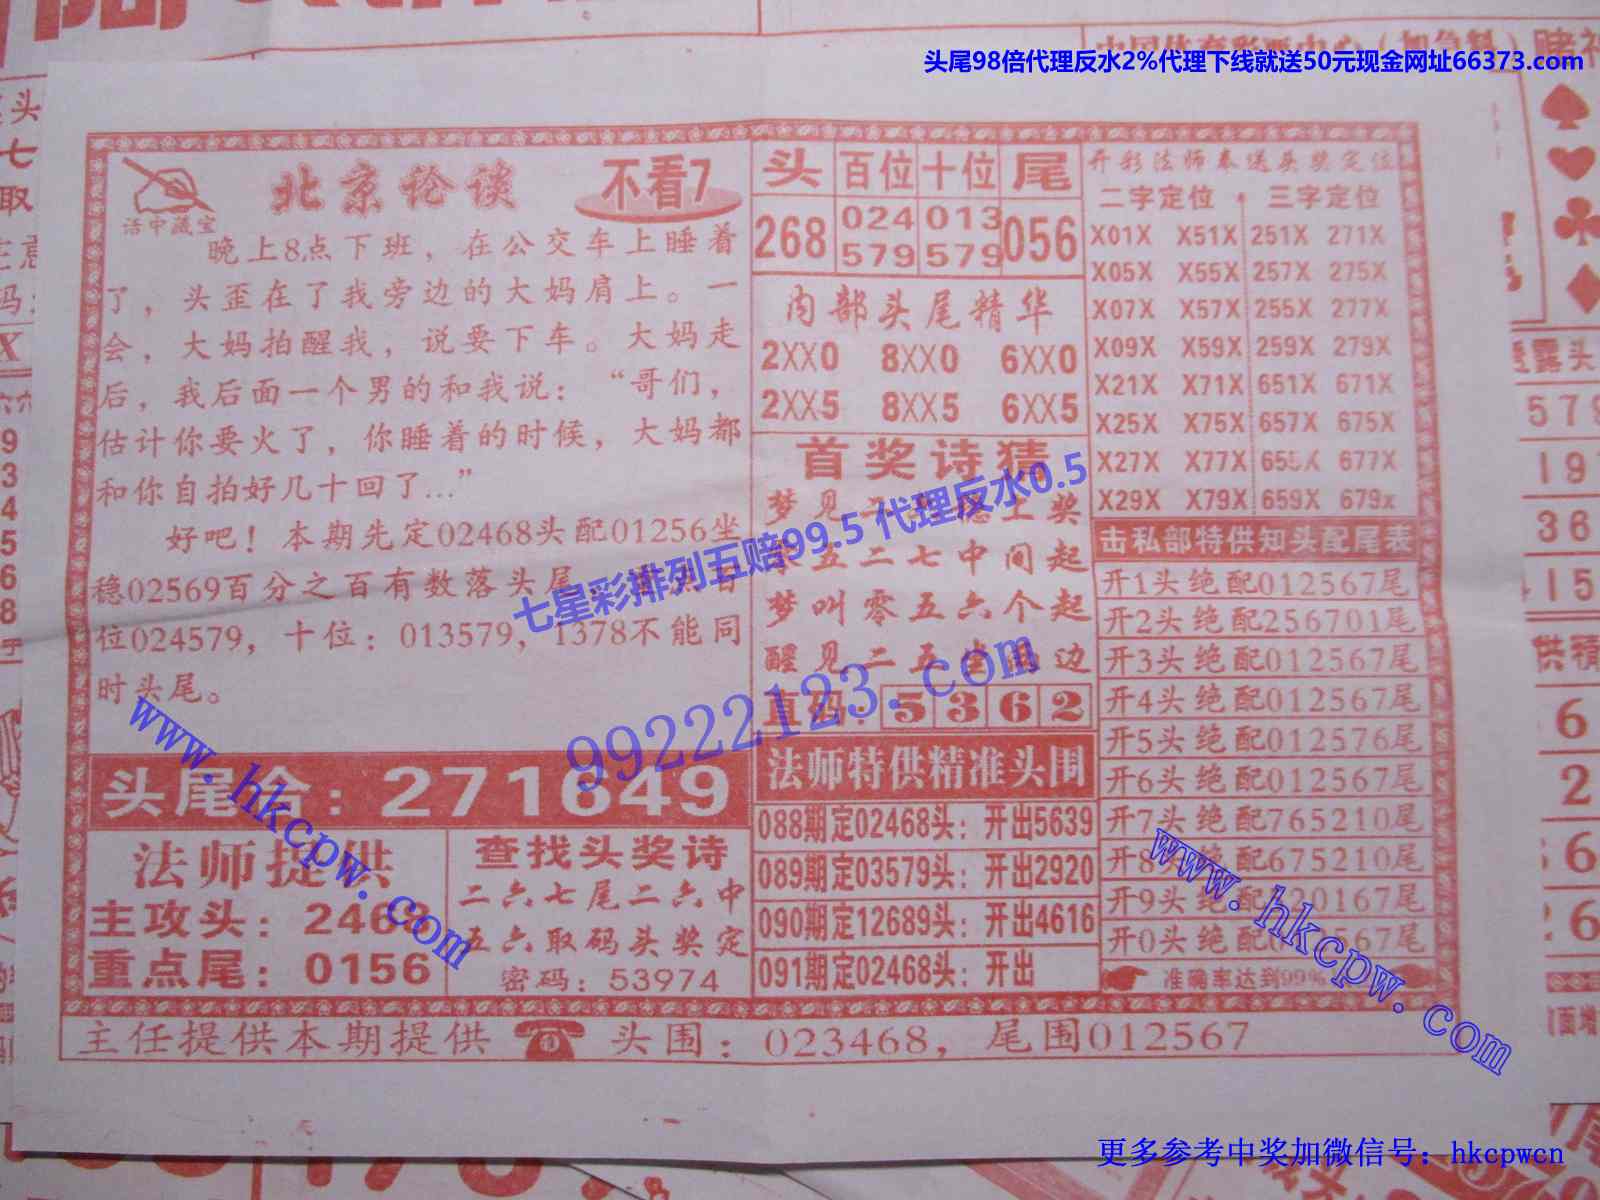 头尾98倍代理反水2%代理下线就送50元现金网址66373.com
话中藏宝
北京论谈
不看7
晚上8点下班，在公交车上睡着
了，头歪在了我旁边的大妈肩上。一
会，大妈拍醒我，说要下车。大妈走
后，我后面一个男的和我说：“哥们，
估计你要火了，你睡着的时候，大妈都
和你自拍好几十回了…”
好吧！本期先定02468头配01256坐
稳02569百分之百有数落头尾，
位024579，十位：013579，1378不能同
时头尾。
头尾合：271649
法师提供
主攻头：2468
重点尾：0156
查找头奖诗
二六七尾二六中
五六取码头奖定
密码：53974
头 百位 十位 尾
268 024 013 056
579 579
内部头尾精华
2XX0 8XX0 6XX0
2XX5 8XX5 6XX5
首奖诗猜
梦见 上奖
五二七中间起
梦叫零五六个起
醒见二五 边
直码：5 3 6 2
法师特供精准头围
088期定02468头：开出5639
089期定03579头：开出2920
090期定12689头：开出4616
091期定02468头：开出
开彩法师奉送头奖定位
二字定位 三字定位
X01X X51X 251X 271X
X05X X55X 257X 275X
X07X X57X 255X 277X
X09X X59X 259X 279X
X21X X71X 651X 671X
X25X X75X 657X 675X
X27X X77X 655X 677X
X29X X79X 659X 679x
击私部特供知头配尾表
开1头绝配012567尾
开2头绝配256701尾
开3头绝配012567尾
开4头绝配012567尾
开5头绝配012576尾
开6头绝配012567尾
开7头绝配765210尾
开8头绝配675210尾
开9头绝配 20167尾
开0头绝配 67尾
准确率达到99%
主任提供本期提供 头围：023468，尾围012567
七星彩排列五赔99.5 代理反水0.5
99222123.com
www.hkcpw.com
www.hkcpw.com
更多参考中奖加微信号：hkcpwcn